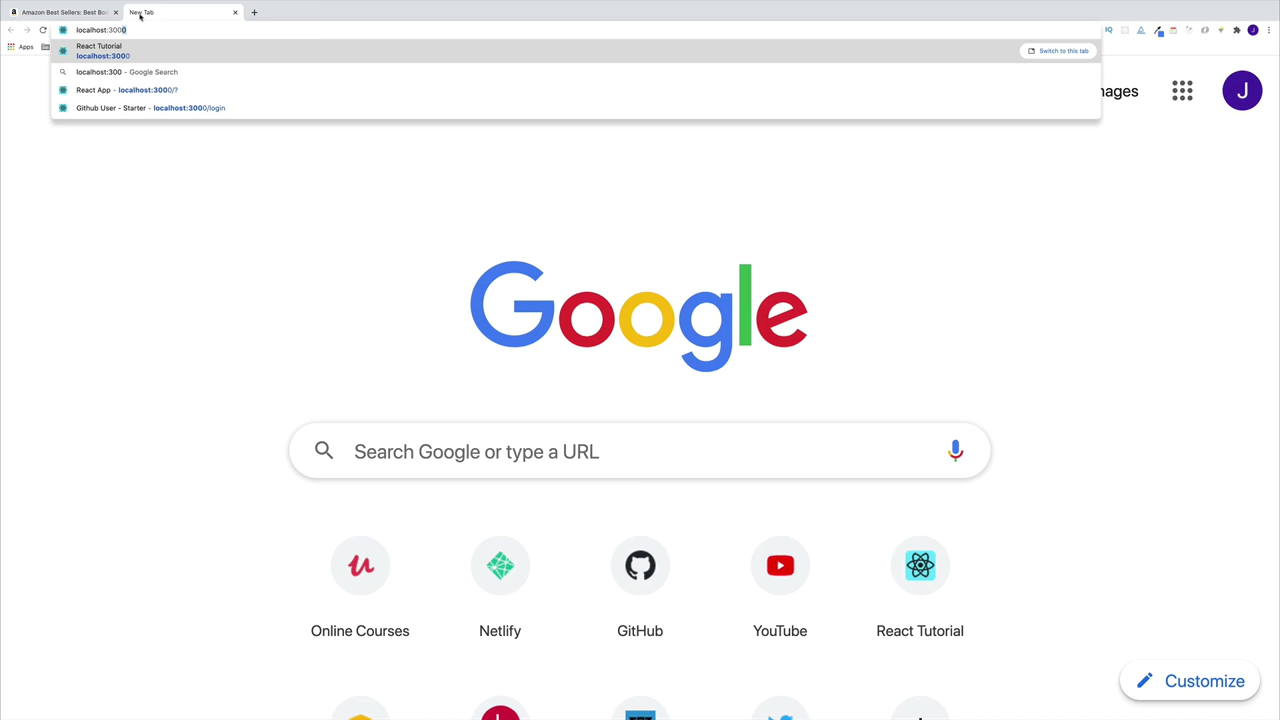 Amazon Best Sellers: Best Boo
New Tab
localhost:3000
Apps
React Tutorial
localhost:3000
Switch to this tab
localhost:300 - Google Search
React App - localhost:3000/?
Github User - Starter - localhost:3000/login
mages
J
Google
Search Google or type a URL
Online Courses
Netlify
GitHub
YouTube
React Tutorial
Customize